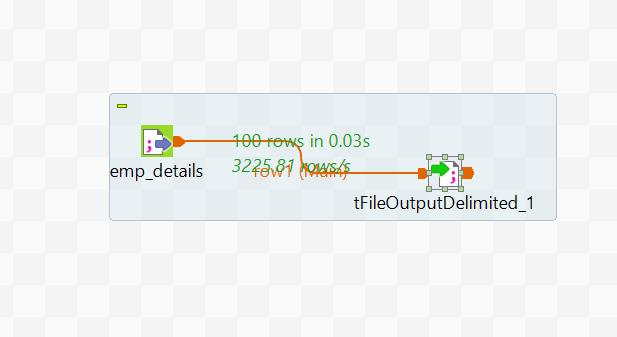 100 rows in 0.03s
3225.81 rows/s
row1 (Main)
emp_details
tFileOutputDelimited_1